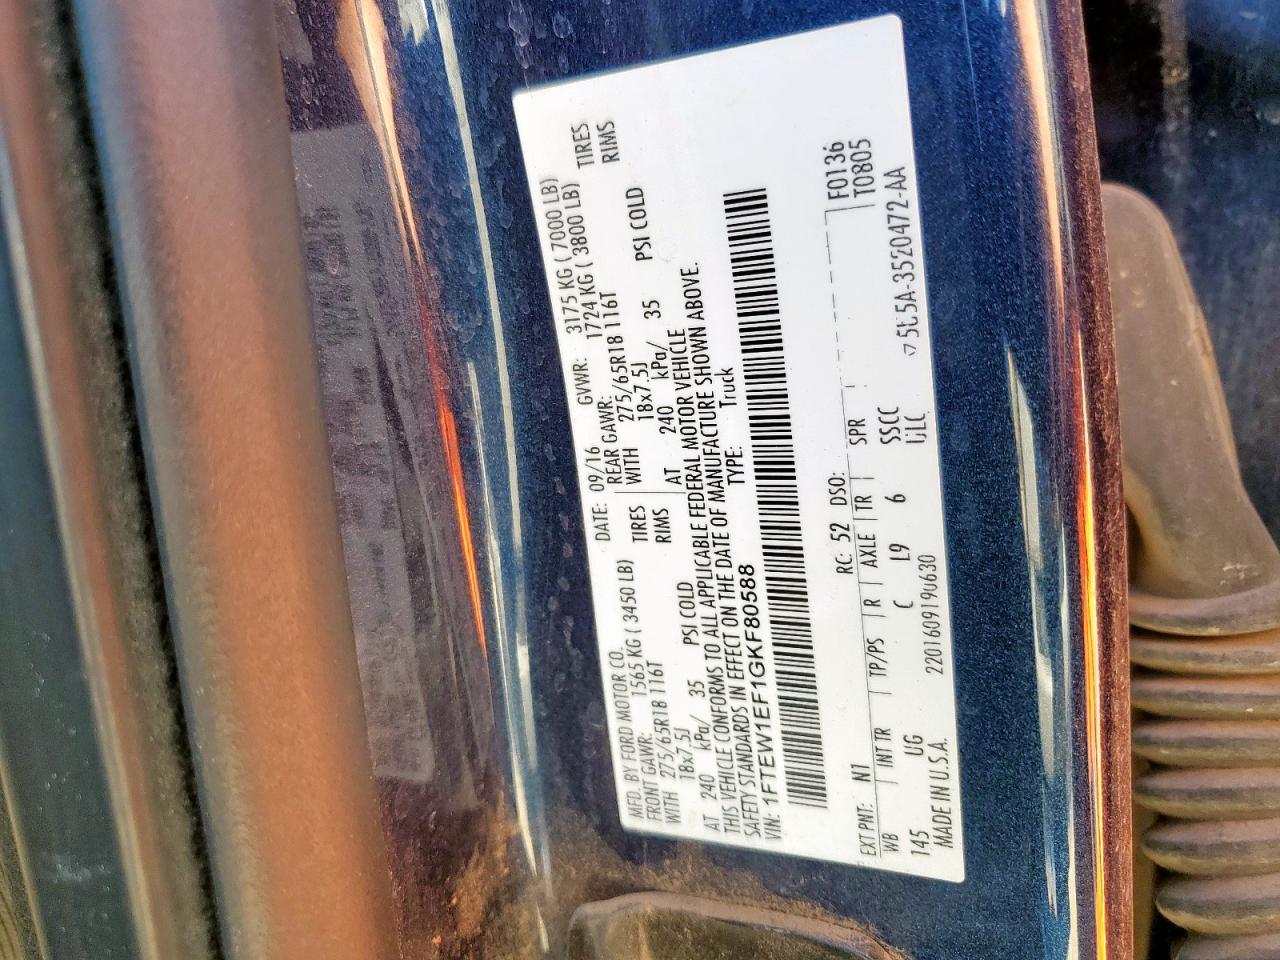 MFD. BY FORD MOTOR CO.
DATE: 09/16 GVWR: 3175 KG ( 7000 LB)
FRONT GAWR: 1565 KG ( 3450 LB) REAR GAWR: 1724 KG ( 3800 LB)
WITH 275/65R18 116T TIRES WITH 275/65R18 116T TIRES
18x7.5J RIMS 18x7.5J RIMS
AT 240 kPa/ 35 PSI COLD AT 240 kPa/ 35 PSI COLD
THIS VEHICLE CONFORMS TO ALL APPLICABLE FEDERAL MOTOR VEHICLE
SAFETY STANDARDS IN EFFECT ON THE DATE OF MANUFACTURE SHOWN ABOVE.
VIN: 1FTEW1EF1GKF80588 TYPE: Truck
F0136
T0805
EXT PNT: N1 RC: 52 DSO:
WB INT TR TP/PS R AXLE TR SPR
145 UG C L9 6 SSCC
MADE IN U.S.A. 2201609190630 UILC
5U5A-3520472-AA